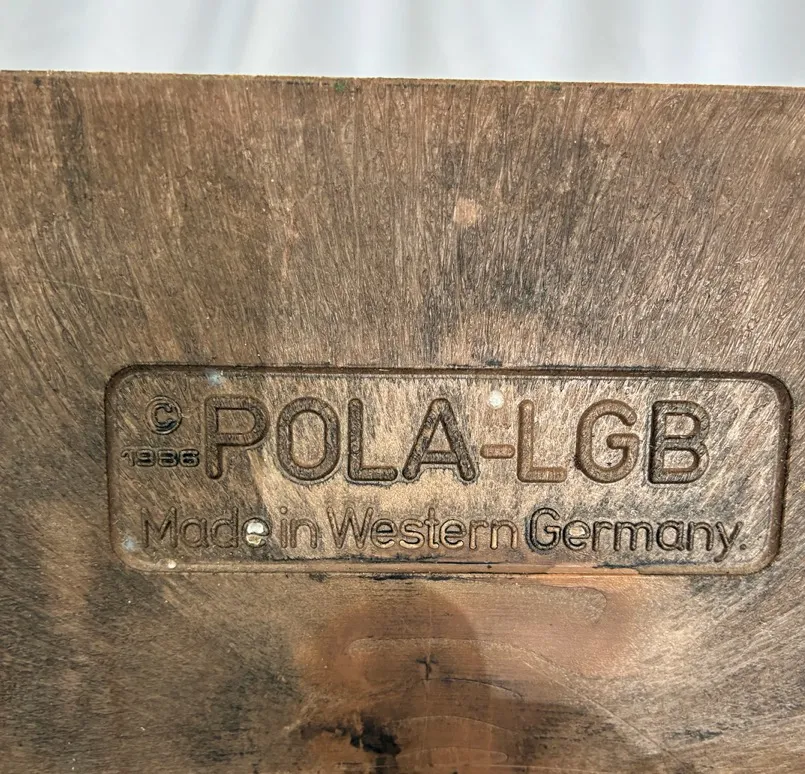 © POLA-LGB
1986
Made in Western Germany.